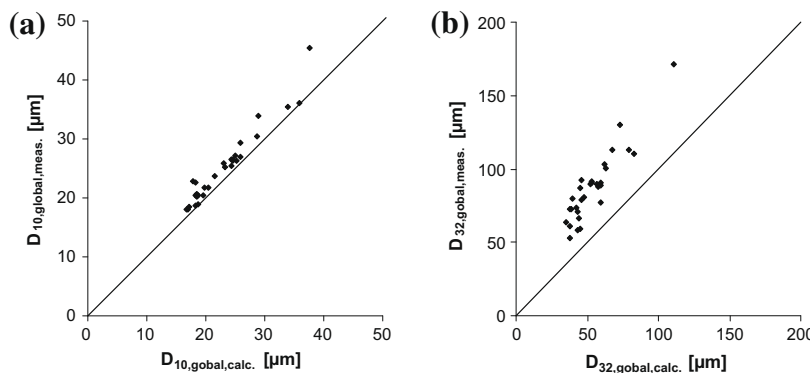 (a)
50
40
30
20
10
0
D10,global,meas. [µm]
0 10 20 30 40 50
D10,gobal,calc. [µm]
(b)
200
150
100
50
0
D32,gobal,meas. [µm]
0 50 100 150 200
D32,gobal,calc. [µm]